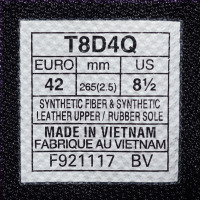 T8D4Q
EURO mm US
42 265(2.5) 8½
SYNTHETIC FIBER & SYNTHETIC
LEATHER UPPER / RUBBER SOLE
MADE IN VIETNAM
FABRIQUE AU VIETNAM
F921117 BV